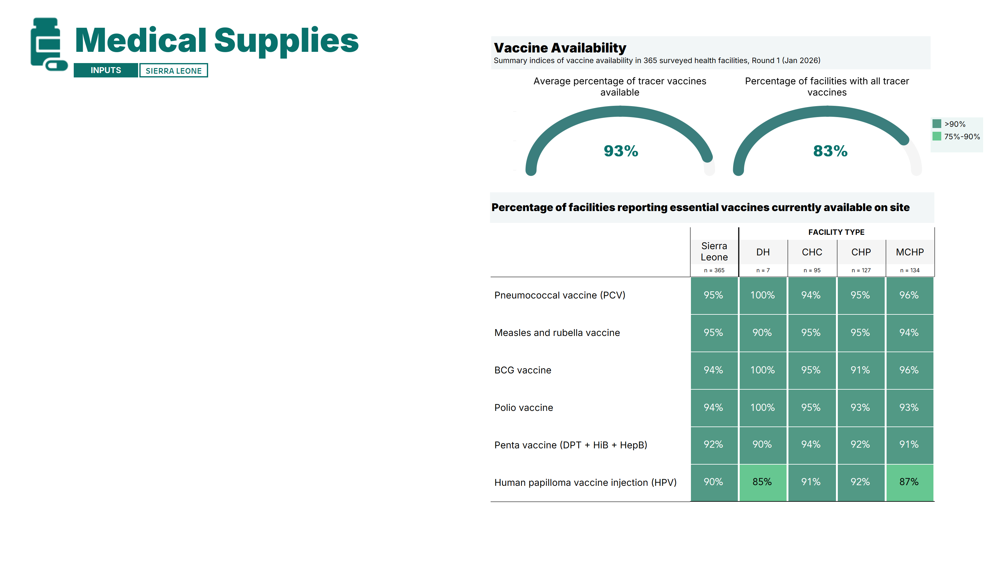 Medical Supplies
INPUTS
SIERRA LEONE
Vaccine Availability
Summary indices of vaccine availability in 365 surveyed health facilities, Round 1 (Jan 2026)
Average percentage of tracer vaccines
available
93%
Percentage of facilities with all tracer
vaccines
83%
>90%
75%-90%
Percentage of facilities reporting essential vaccines currently available on site
FACILITY TYPE
Sierra
Leone
DH CHC CHP MCHP
n = 365 n = 7 n = 95 n = 127 n = 134
Pneumococcal vaccine (PCV) 95% 100% 94% 95% 96%
Measles and rubella vaccine 95% 90% 95% 95% 94%
BCG vaccine 94% 100% 95% 91% 96%
Polio vaccine 94% 100% 95% 93% 93%
Penta vaccine (DPT + HiB + HepB) 92% 90% 94% 92% 91%
Human papilloma vaccine injection (HPV) 90% 85% 91% 92% 87%